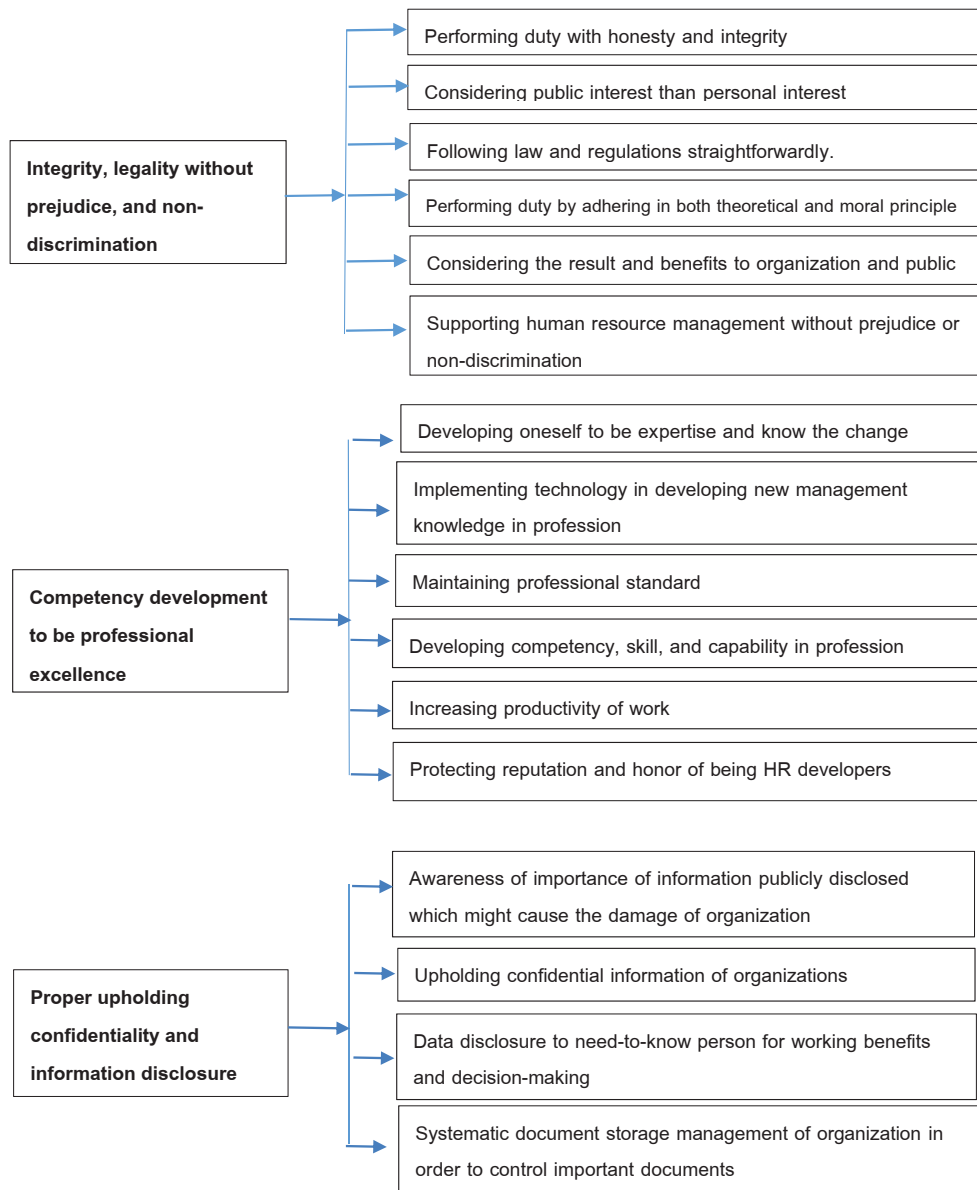 Performing duty with honesty and integrity
Considering public interest than personal interest
Following law and regulations straightforwardly.
Integrity, legality without
prejudice, and non-
discrimination
Performing duty by adhering in both theoretical and moral principle
Considering the result and benefits to organization and public
Supporting human resource management without prejudice or
non-discrimination
Developing oneself to be expertise and know the change
Implementing technology in developing new management
knowledge in profession
Maintaining professional standard
Competency development
to be professional
excellence
Developing competency, skill, and capability in profession
Increasing productivity of work
Protecting reputation and honor of being HR developers
Awareness of importance of information publicly disclosed
which might cause the damage of organization
Upholding confidential information of organizations
Proper upholding
confidentiality and
information disclosure
Data disclosure to need-to-know person for working benefits
and decision-making
Systematic document storage management of organization in
order to control important documents